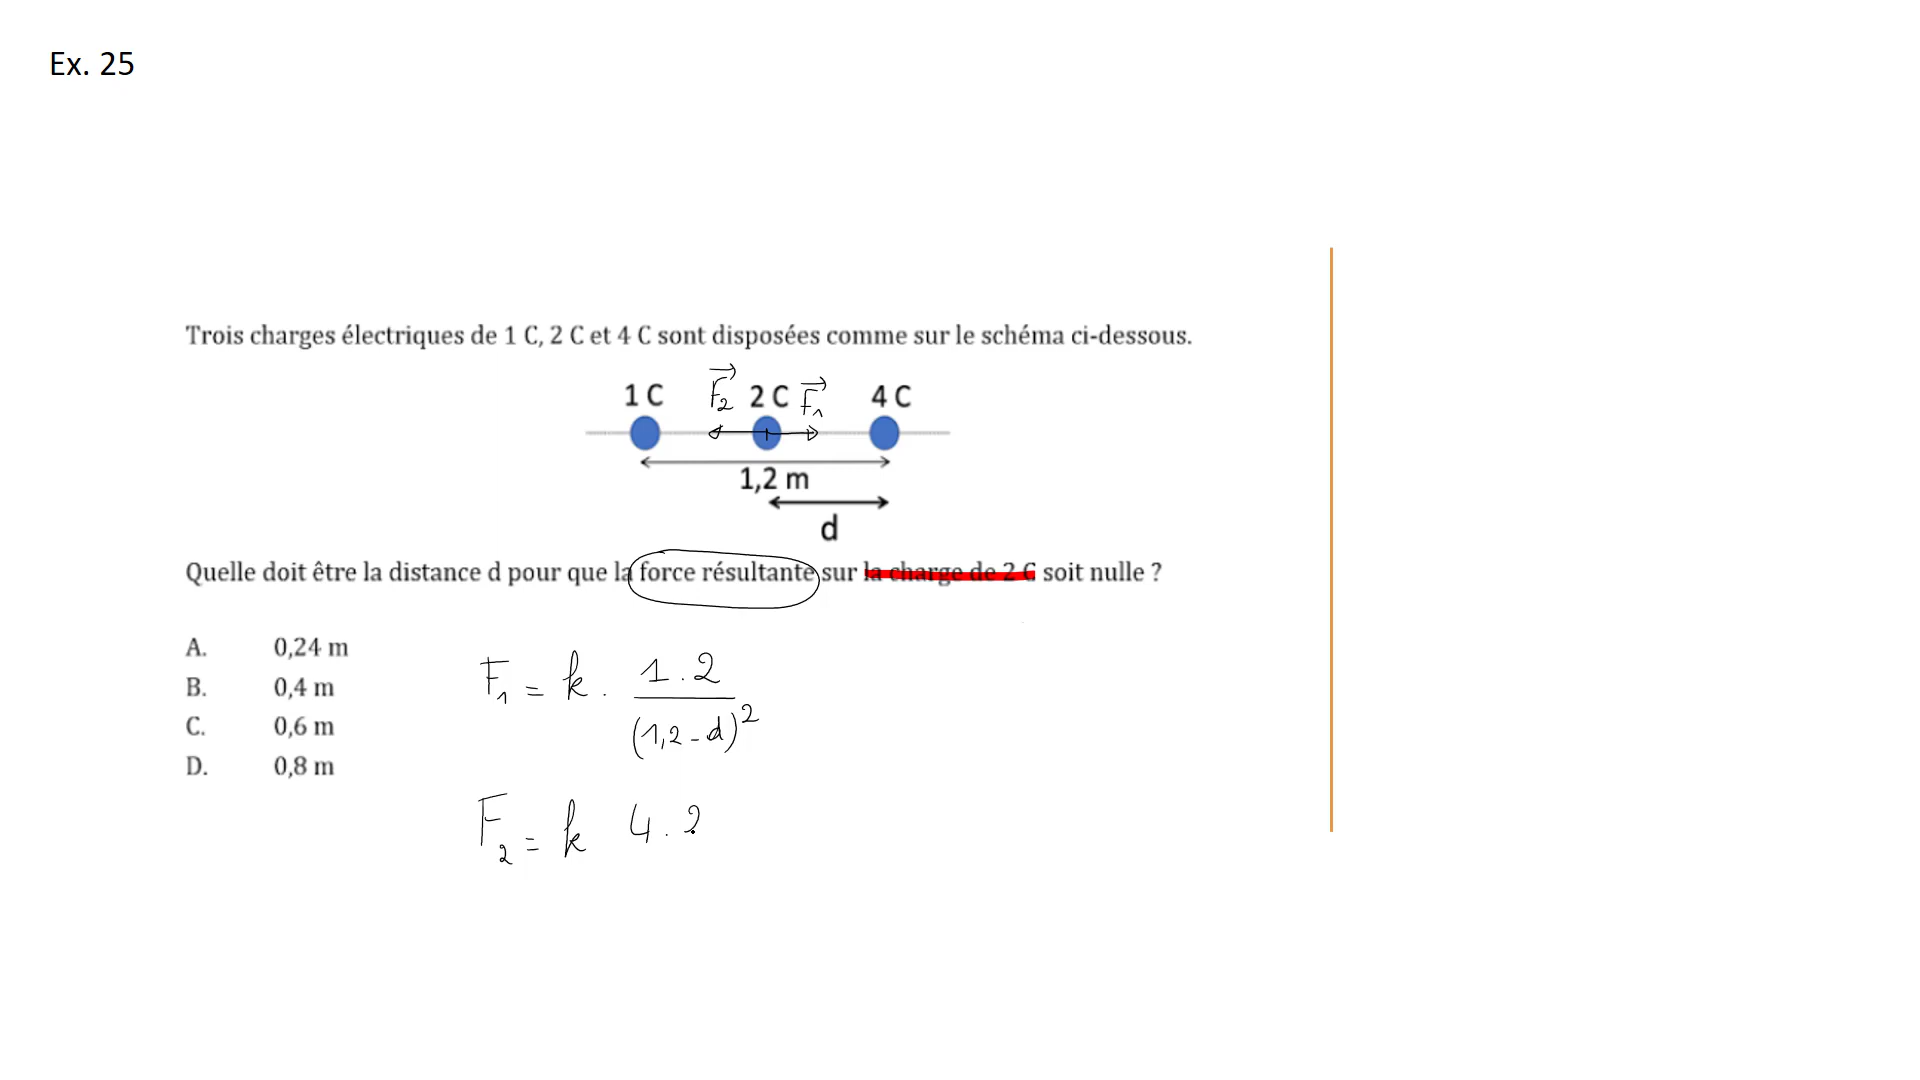 Ex. 25
Trois charges électriques de 1 C, 2 C et 4 C sont disposées comme sur le schéma ci-dessous.
1 C F₂ 2 C F₁ 4 C
1,2 m
d
Quelle doit être la distance d pour que la force résultante sur la charge de 2 C soit nulle ?
A. 0,24 m
B. 0,4 m
C. 0,6 m
D. 0,8 m
F₁ = k . 1 . 2
(1,2 - d)²
F₂ = k 4 . 2